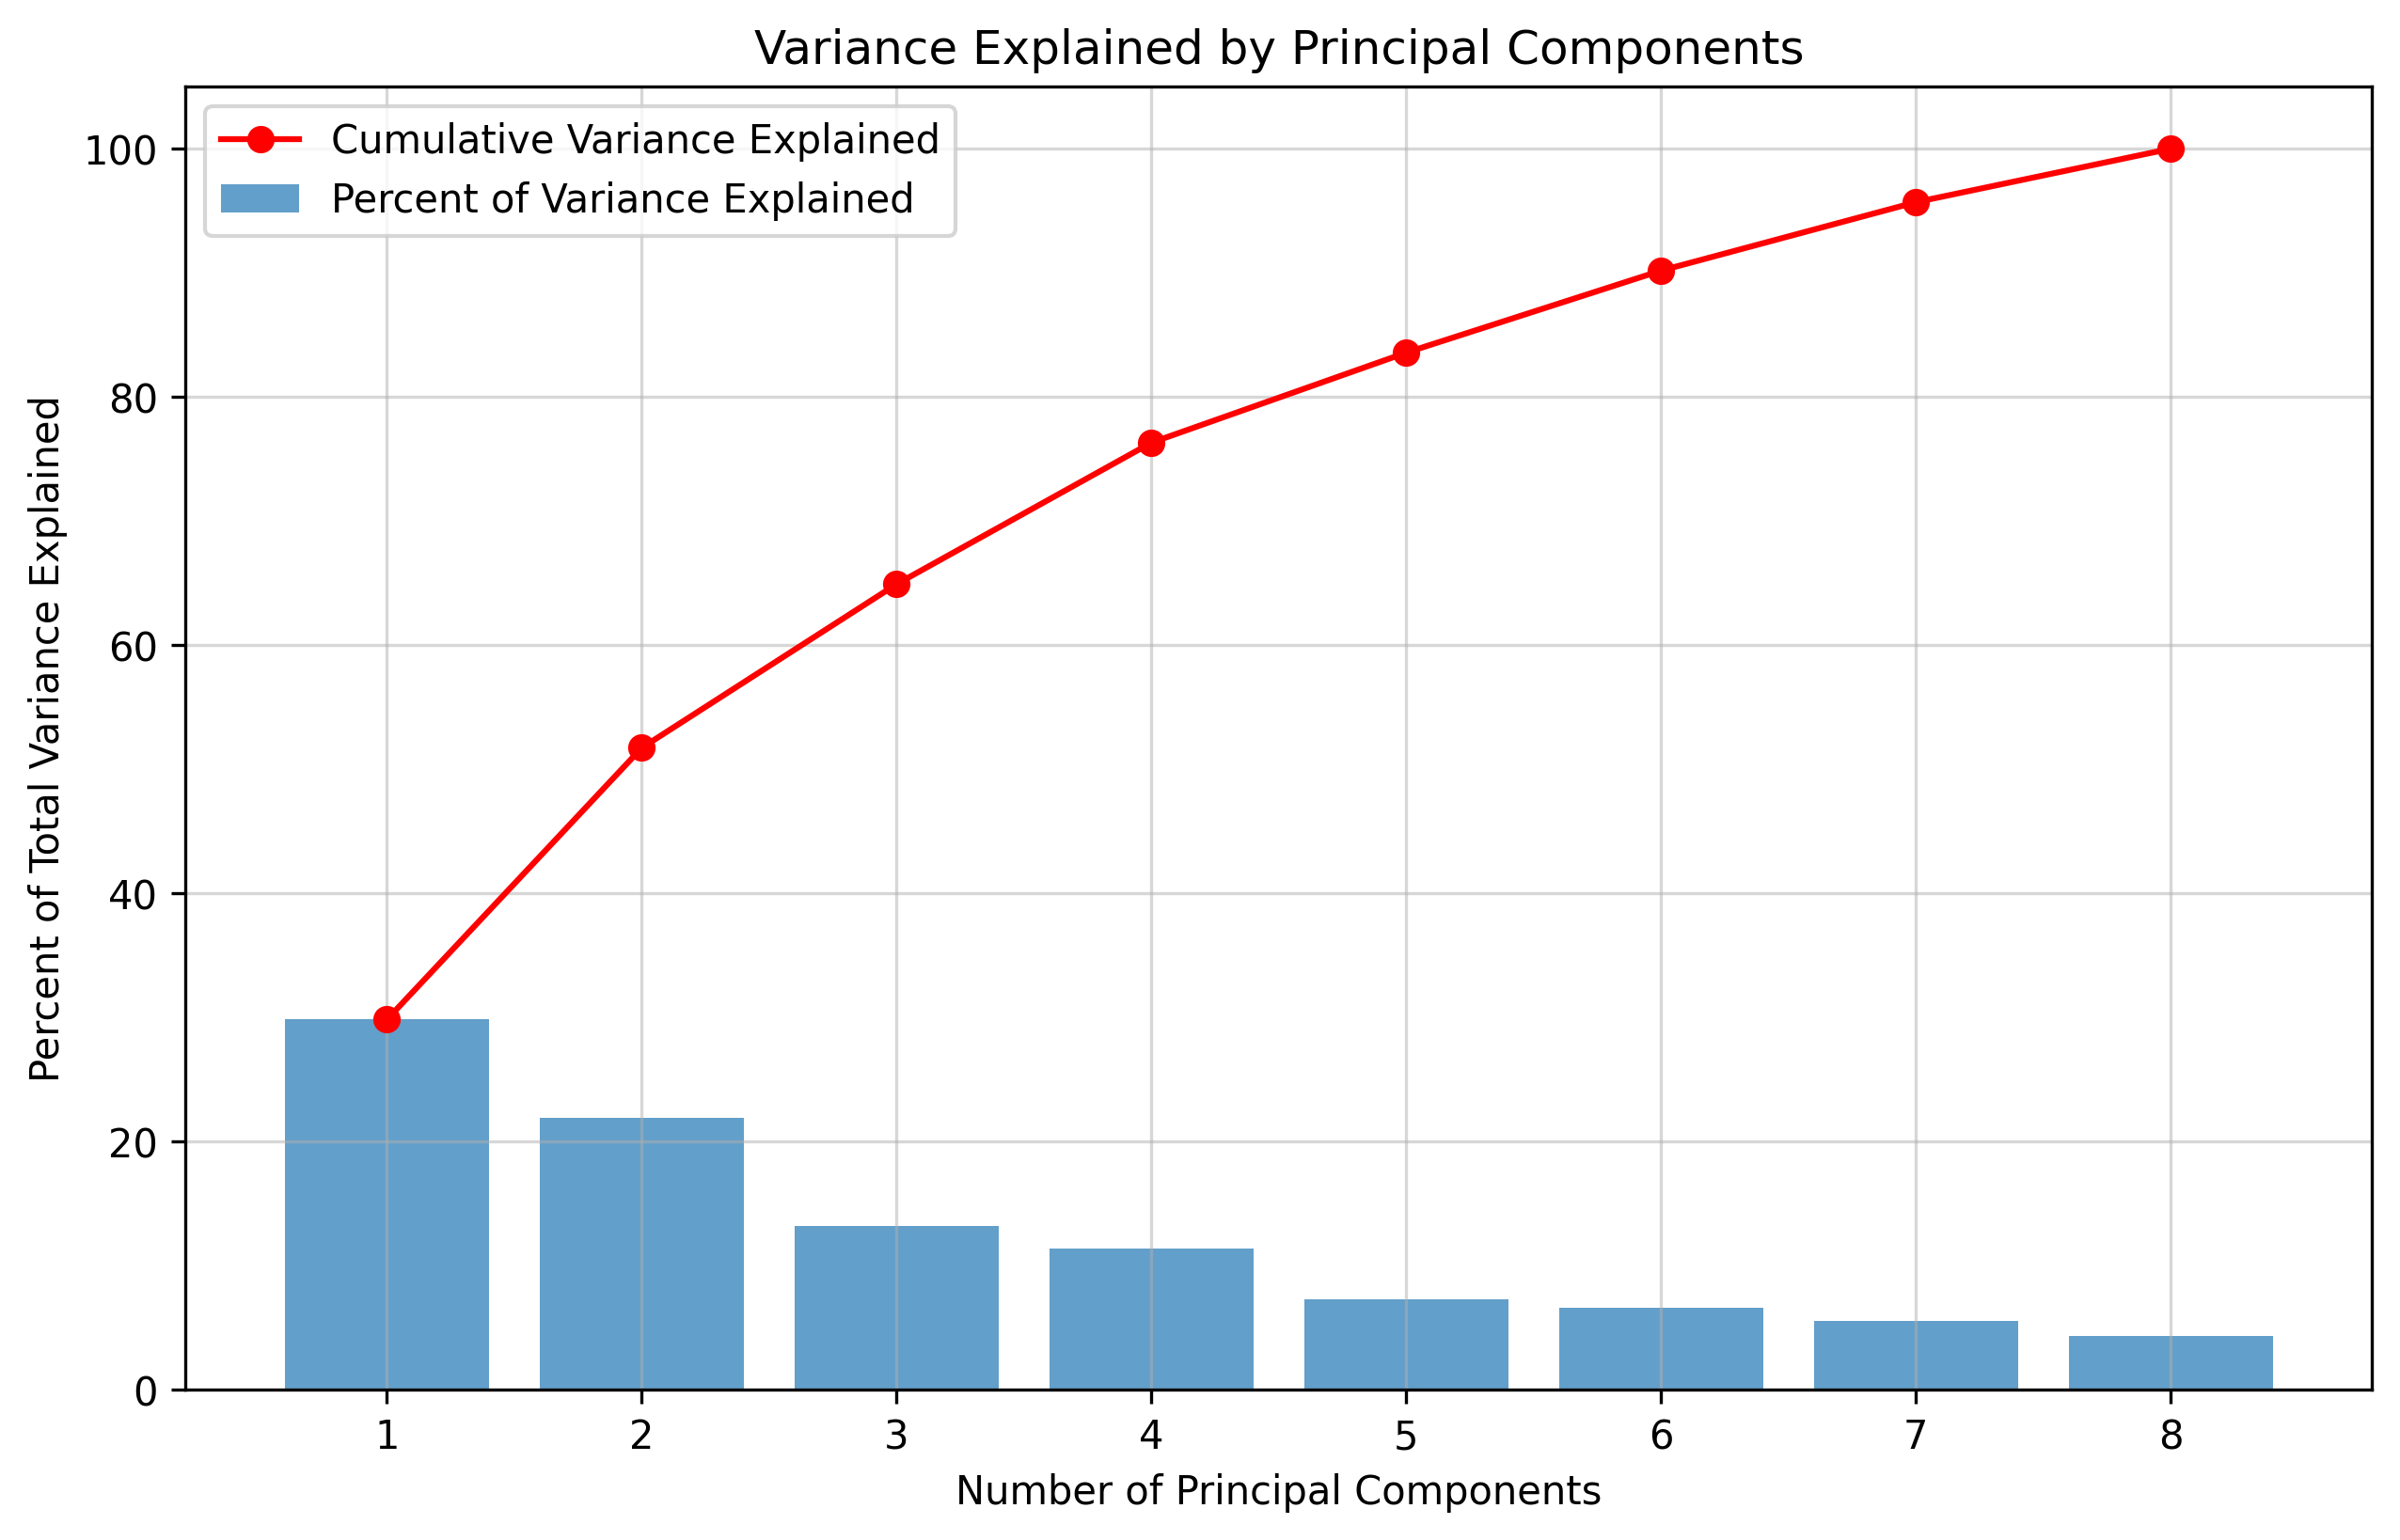 Variance Explained by Principal Components
Cumulative Variance Explained
Percent of Variance Explained
Percent of Total Variance Explained
100
80
60
40
20
0
1 2 3 4 5 6 7 8
Number of Principal Components